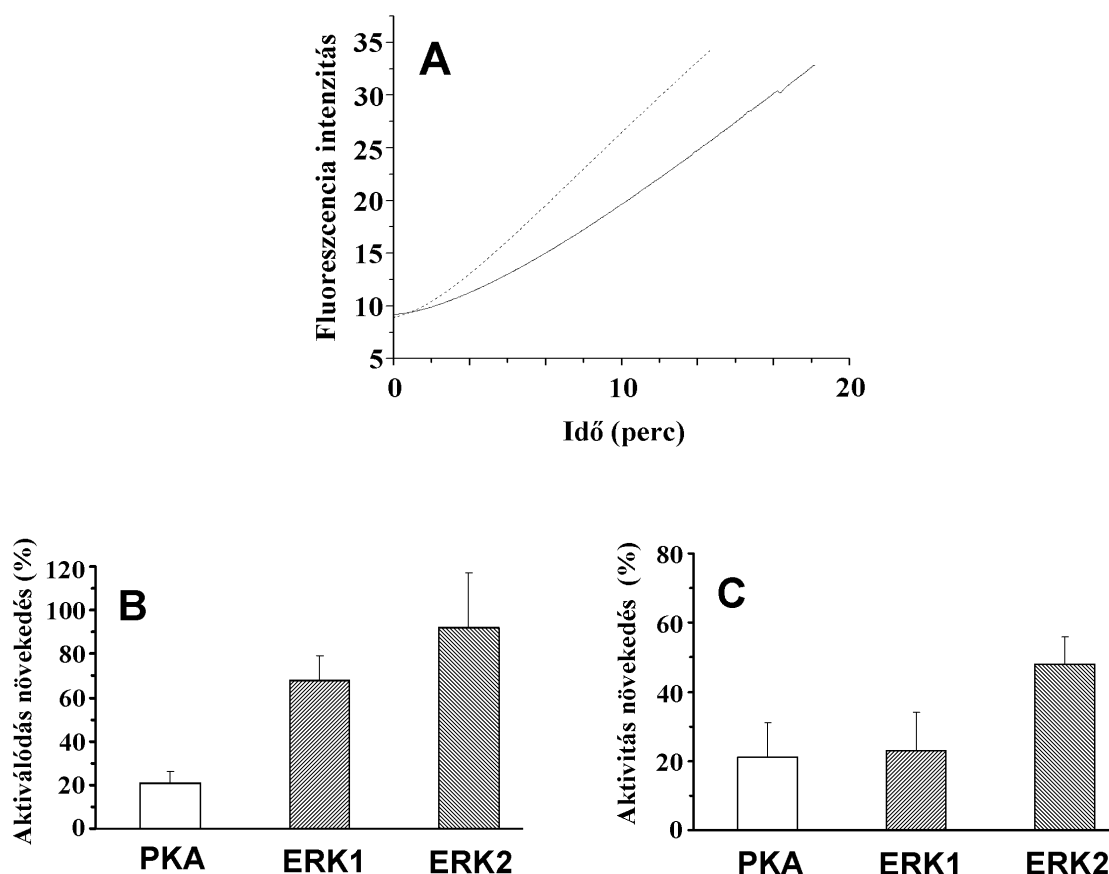 A
Fluoreszcencia intenzitás
35
30
25
20
15
10
5
0 10 20
Idő (perc)
B
Aktiválódás növekedés (%)
120
100
80
60
40
20
0
PKA ERK1 ERK2
C
Aktivitás növekedés (%)
80
60
40
20
0
PKA ERK1 ERK2